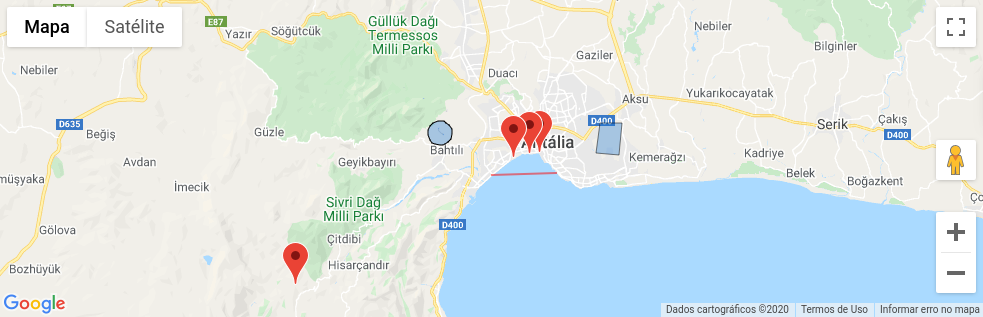 Mapa
Satélite
E87
Güllük Dağı
Termessos
Milli Parkı
Yazır
Söğütcük
Nebiler
Bilginler
Gaziler
Nebiler
Duacı
Yukarıkocayatak
Aksu
D635
Beğiş
Güzle
D400
Serik
Çakış
D400
Bahtılı
Kemerağzı
Kadriye
Avdan
Geyikbayırı
Belek
Boğazkent
İmecik
müşyaka
Sivri Dağ
Milli Parkı
D400
Gölova
Çitdibi
Hisarçandır
Bozhüyük
Google
Dados cartográficos ©2020
Termos de Uso
Informar erro no mapa